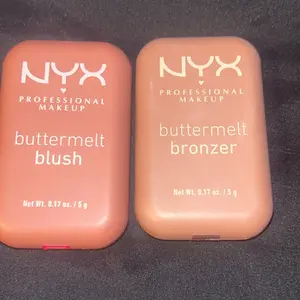 NYX
PROFESSIONAL
MAKEUP
buttermelt
blush
Net Wt. 0.17 oz. / 5 g
NYX
PROFESSIONAL
MAKEUP
buttermelt
bronzer
Net Wt. 0.17 oz. / 5 g